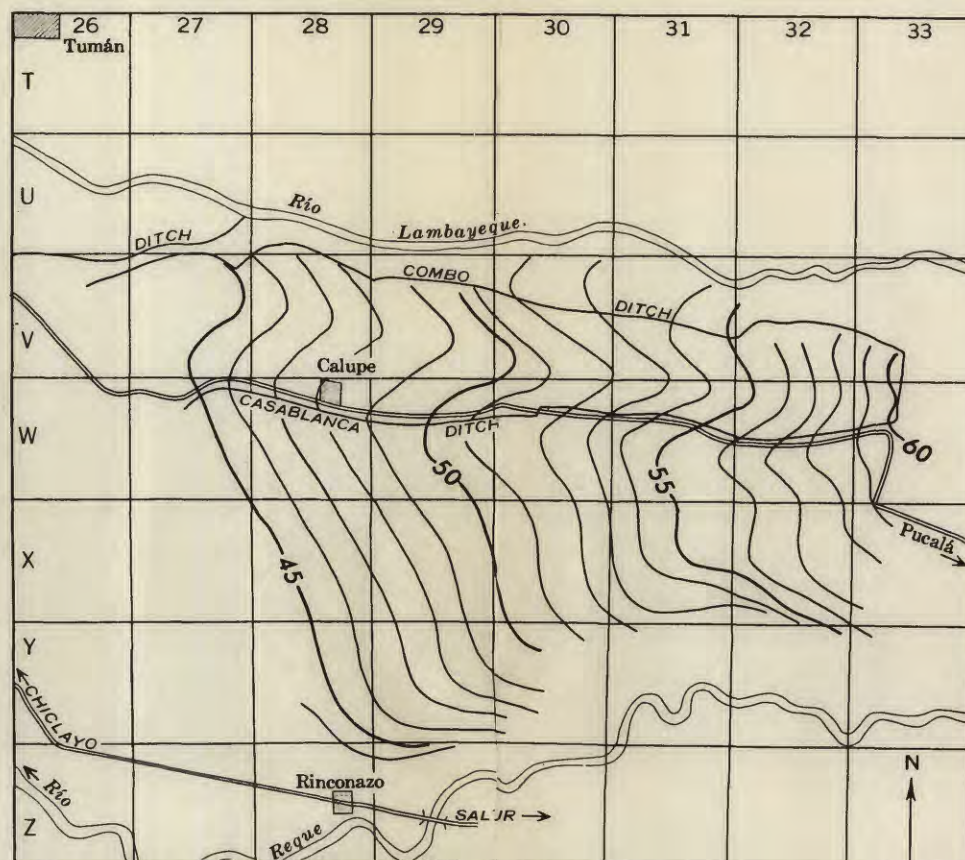 26 27 28 29 30 31 32 33
Tumán
T
U
Río Lambayeque.
DITCH
COMBO DITCH
V
Calupe
CASABLANCA DITCH
W
50
55
60
Pucalá
X
45
Y
CHICLAYO
N
Rinconazo
Río Reque
Z